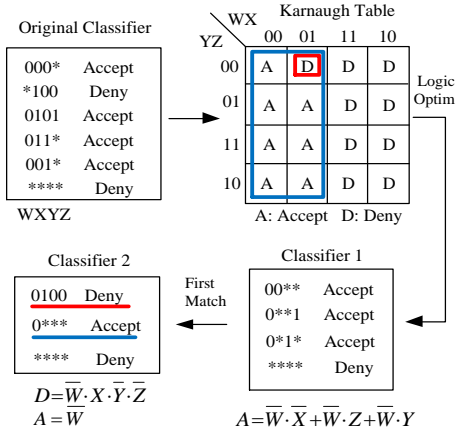 Original Classifier
000* Accept
*100 Deny
0101 Accept
011* Accept
001* Accept
**** Deny
WXYZ
Karnaugh Table
WX
YZ
00 01 11 10
00 A D D D
01 A A D D
11 A A D D
10 A A D D
A: Accept D: Deny
Logic
Optim
Classifier 2
0100 Deny
0*** Accept
**** Deny
D=W̅·X·Y̅·Z̅
A=W̅
First
Match
Classifier 1
00** Accept
0**1 Accept
0*1* Accept
**** Deny
A=W̅·X̅+W̅·Z+W̅·Y